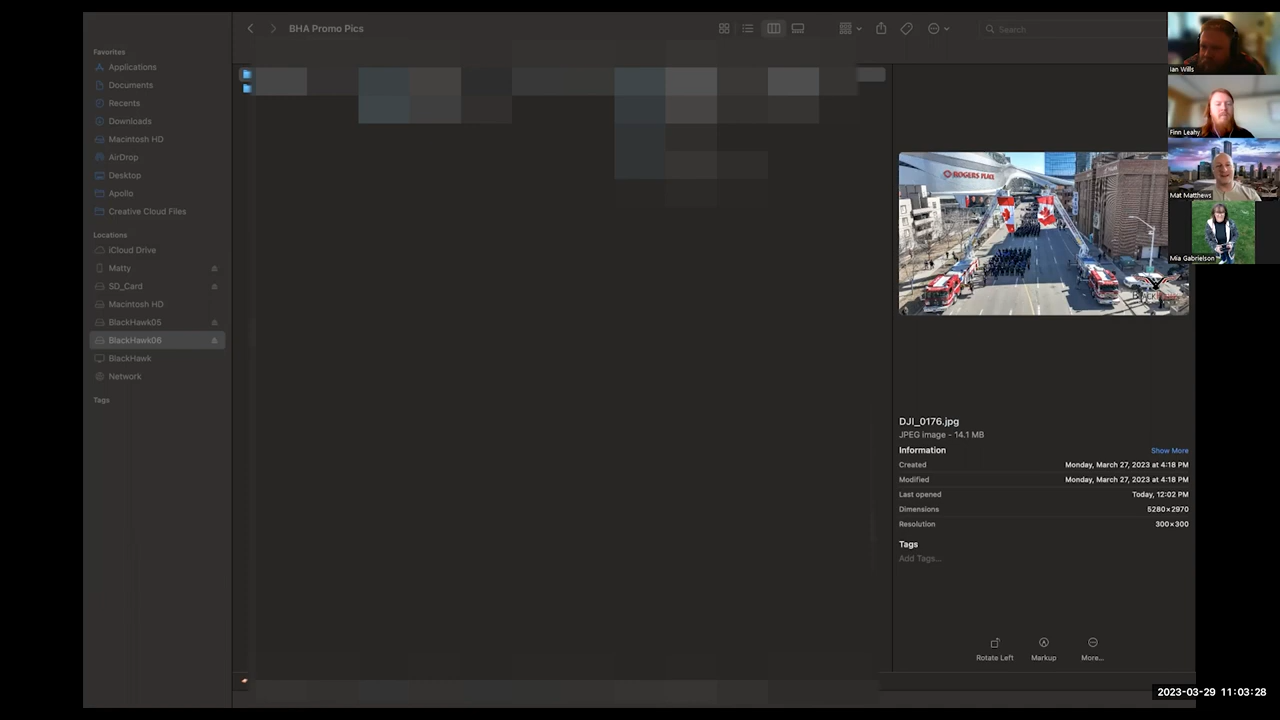 BHA Promo Pics
Search
Favorites
Applications
Documents
Recents
Downloads
Macintosh HD
AirDrop
Desktop
Apollo
Creative Cloud Files
Locations
iCloud Drive
Matty
SD_Card
Macintosh HD
BlackHawk05
BlackHawk06
BlackHawk
Network
Tags
ROGERS PLACE
DJI_0176.jpg
JPEG image - 14.1 MB
Information Show More
Created Monday, March 27, 2023 at 4:18 PM
Modified Monday, March 27, 2023 at 4:18 PM
Last opened Today, 12:02 PM
Dimensions 5280×2970
Resolution 300×300
Tags
Add Tags...
Rotate Left Markup More...
Ian Wills
Finn Leahy
Mat Matthews
Mia Gabrielson
2023-03-29 11:03:28